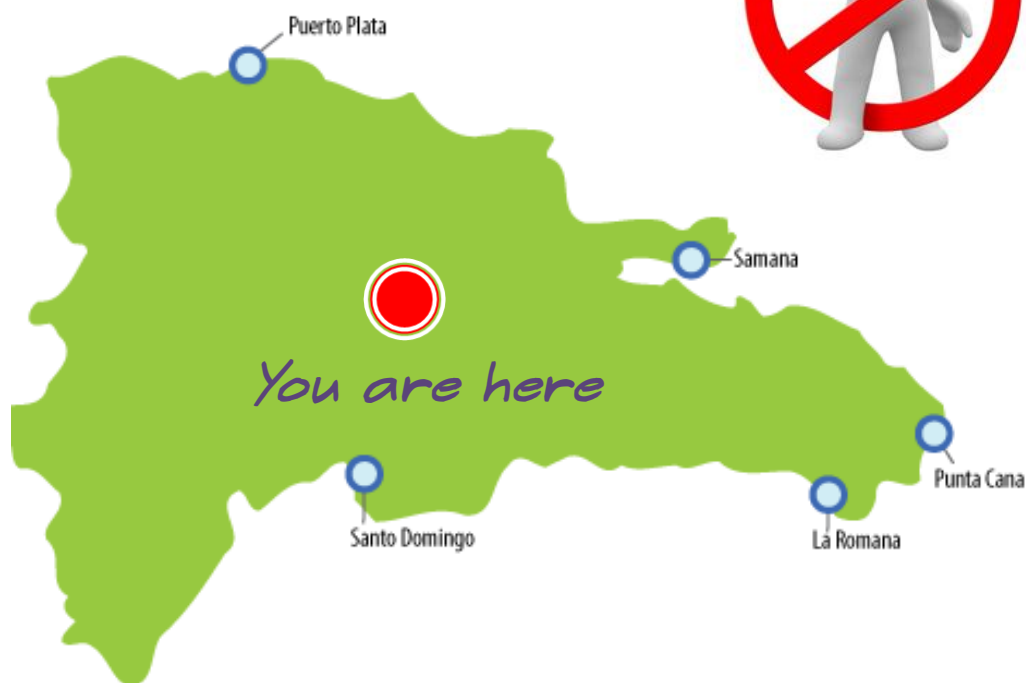 Puerto Plata
Samana
You are here
Punta Cana
Santo Domingo
La Romana